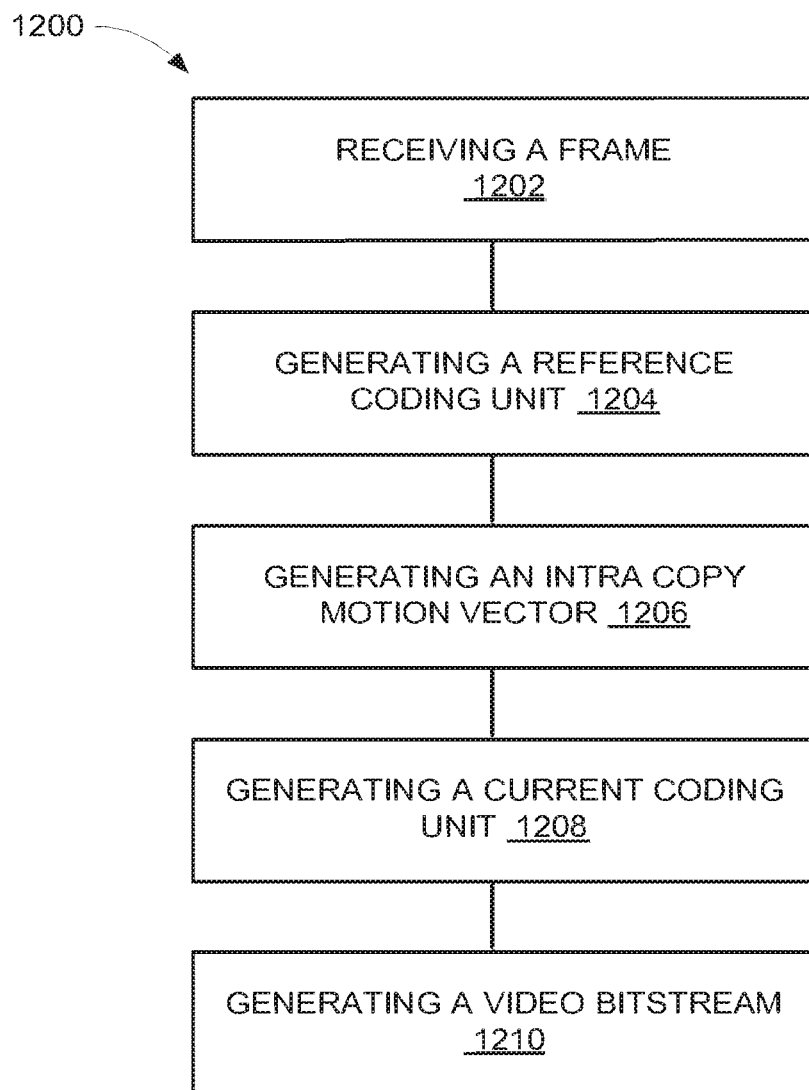 1200
RECEIVING A FRAME
1202
GENERATING A REFERENCE
CODING UNIT 1204
GENERATING AN INTRA COPY
MOTION VECTOR 1206
GENERATING A CURRENT CODING
UNIT 1208
GENERATING A VIDEO BITSTREAM
1210